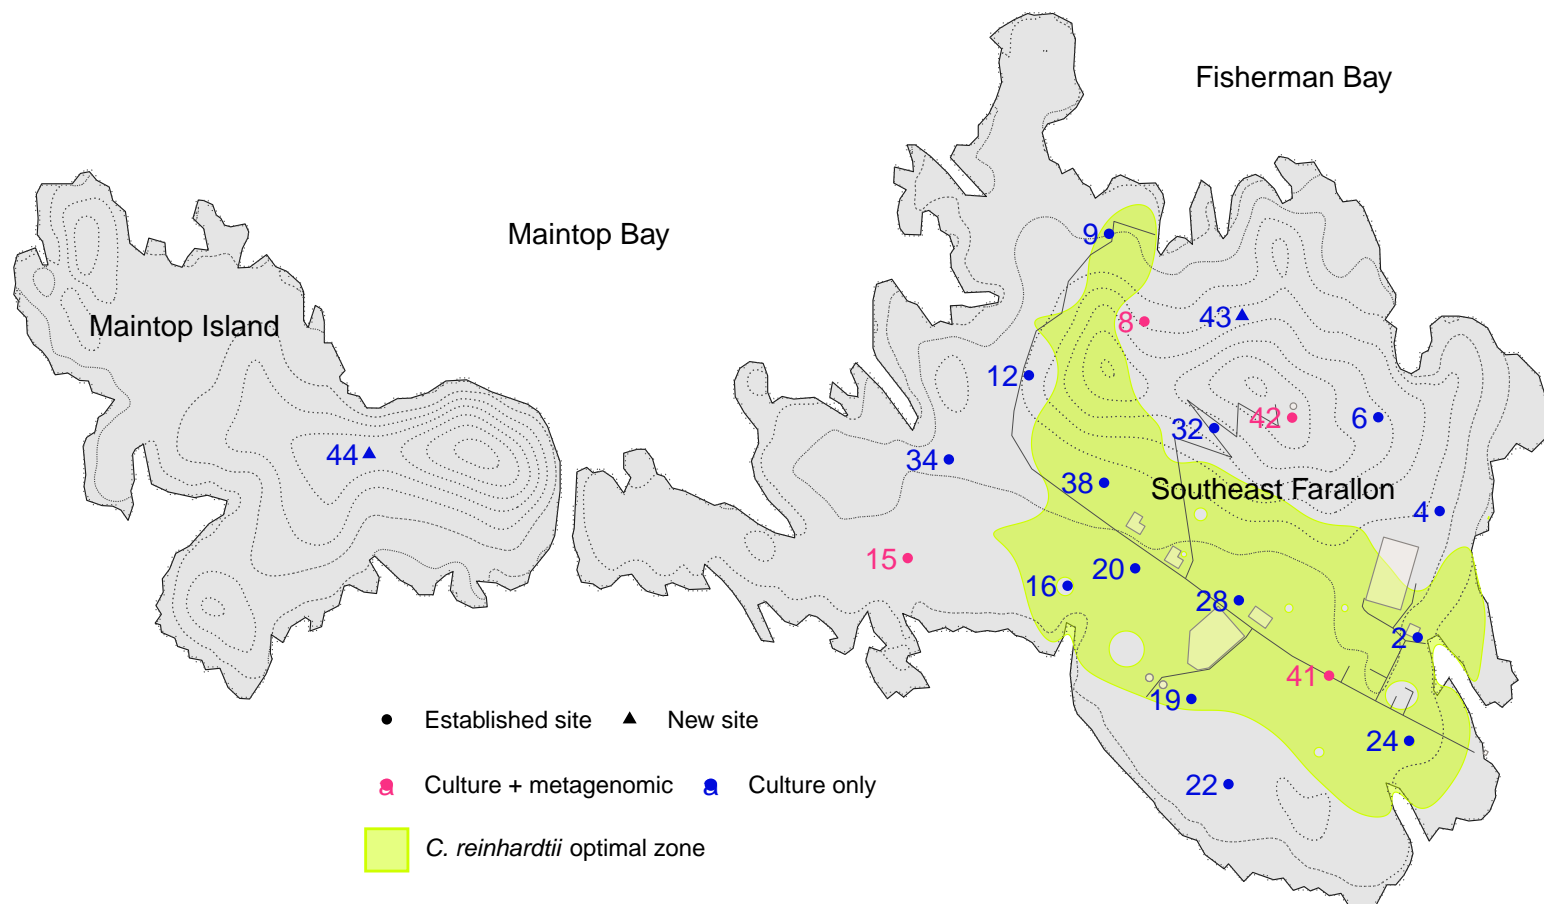 Fisherman Bay
Maintop Bay
9
Maintop Island
8
43
12
42
6
32
44
34
38
Southeast Farallon
4
15
20
16
28
2
41
19
24
22
Established site
New site
a Culture + metagenomic
a Culture only
C. reinhardtii optimal zone